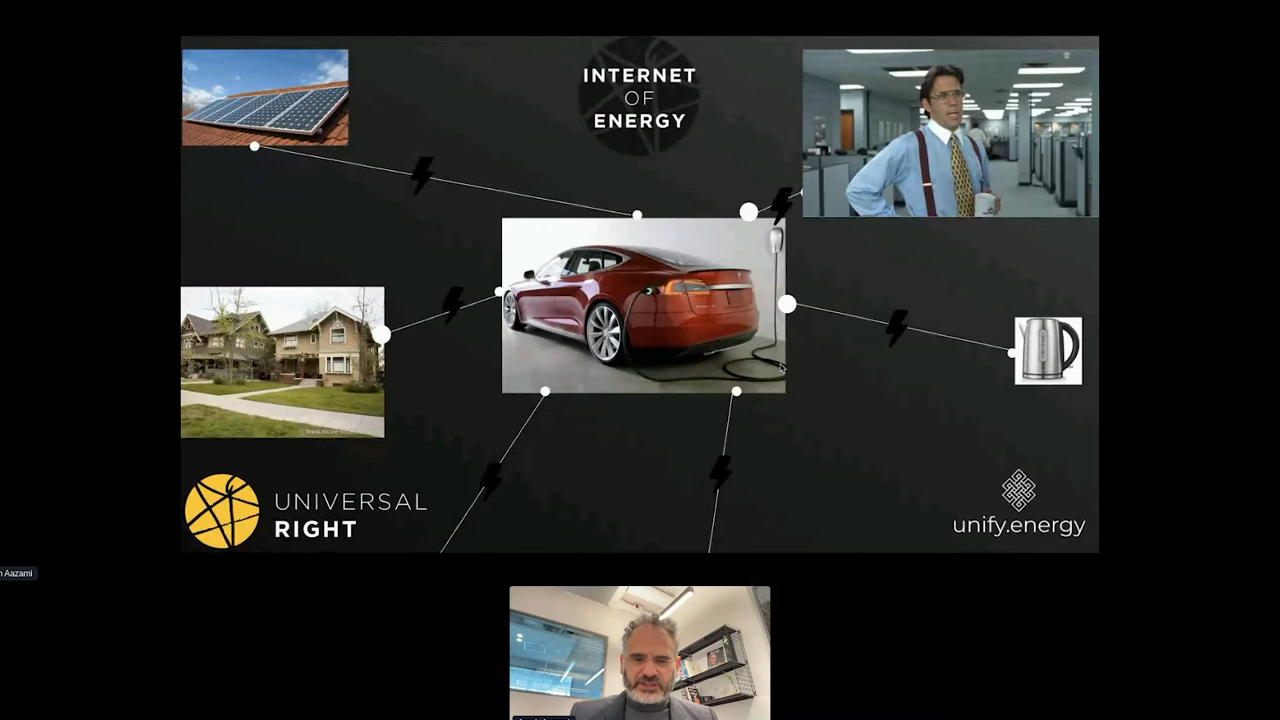 INTERNET
OF
ENERGY
UNIVERSAL
RIGHT
unify.energy
Aazami